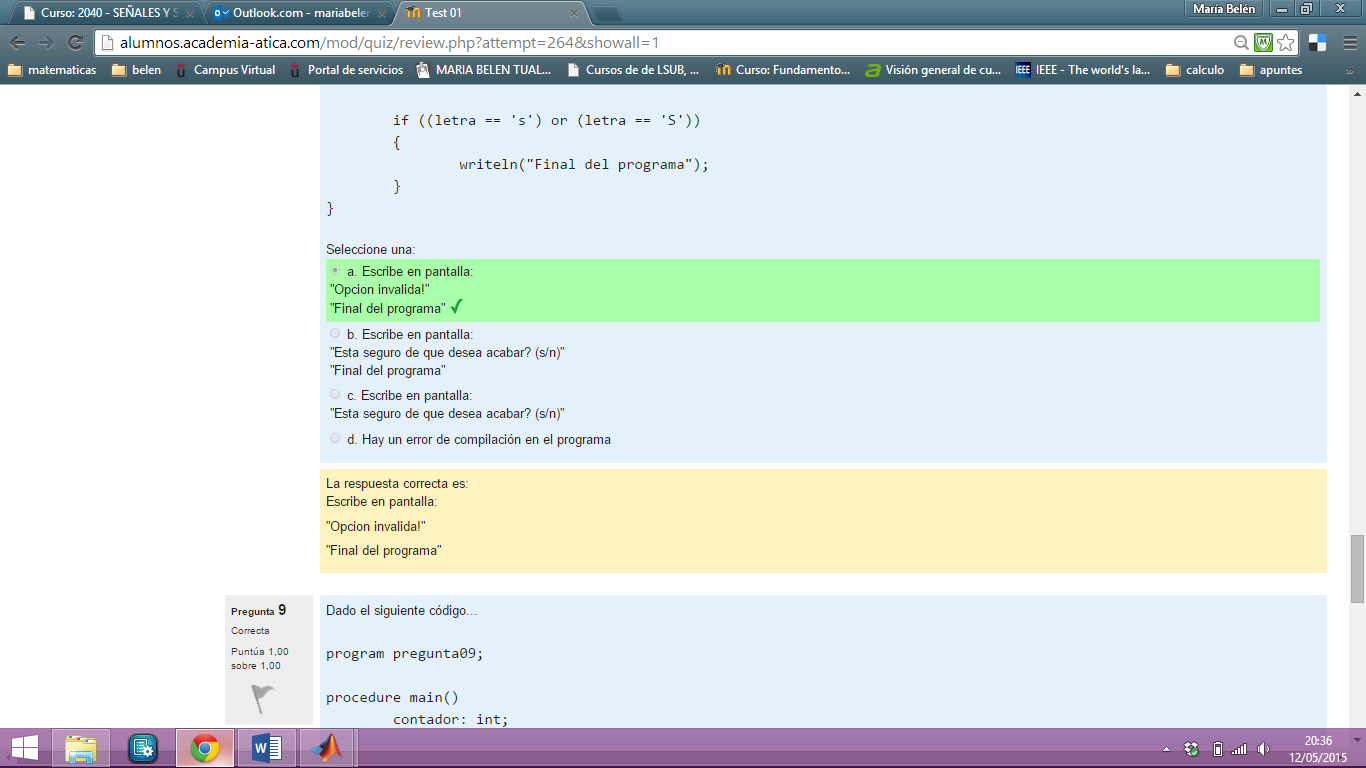 Curso: 2040 - SEÑALES Y S
Outlook.com - mariabelen
Test 01
María Belén
alumnos.academia-atica.com/mod/quiz/review.php?attempt=264&showall=1
matematicas
belen
Campus Virtual
Portal de servicios
MARIA BELEN TUAL...
Cursos de de LSUB, ...
Curso: Fundamento...
Visión general de cu...
IEEE - The world's la...
calculo
apuntes
if ((letra == 's') or (letra == 'S'))
{
writeln("Final del programa");
}
}
Seleccione una:
a. Escribe en pantalla:
"Opcion invalida!"
"Final del programa"
b. Escribe en pantalla:
"Esta seguro de que desea acabar? (s/n)"
"Final del programa"
c. Escribe en pantalla:
"Esta seguro de que desea acabar? (s/n)"
d. Hay un error de compilación en el programa
La respuesta correcta es:
Escribe en pantalla:
"Opcion invalida!"
"Final del programa"
Pregunta 9
Correcta
Puntúa 1,00
sobre 1,00
Dado el siguiente código...
program pregunta09;
procedure main()
contador: int;
20:36
12/05/2015